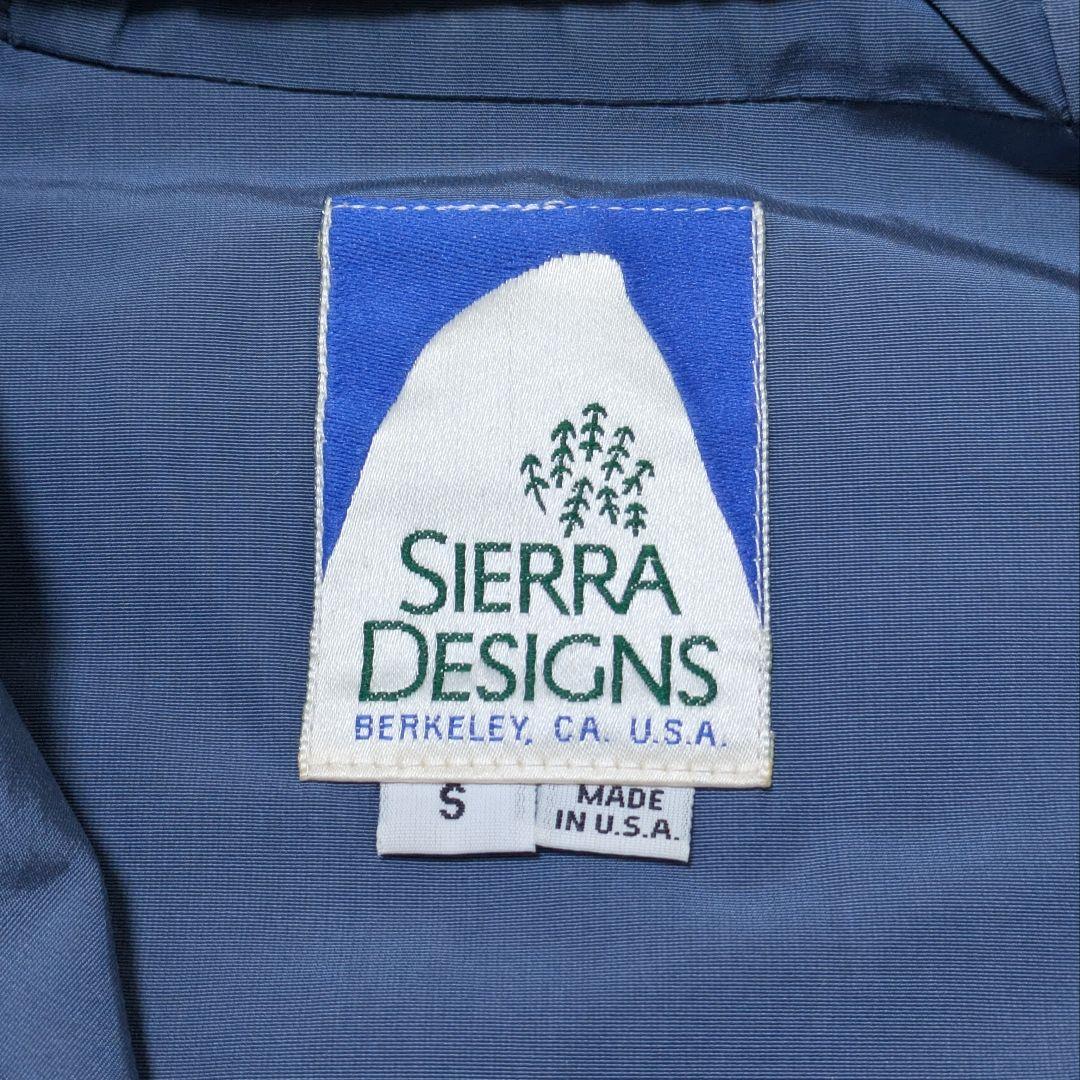 SIERRA
DESIGNS
BERKELEY, CA. U.S.A.
S
MADE
IN U.S.A.